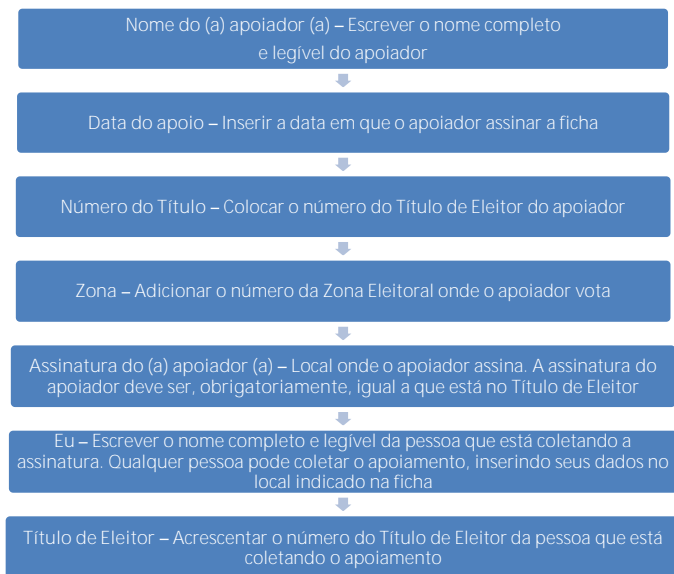 Nome do (a) apoiador (a) – Escrever o nome completo
e legível do apoiador
Data do apoio – Inserir a data em que o apoiador assinar a ficha
Número do Título – Colocar o número do Título de Eleitor do apoiador
Zona – Adicionar o número da Zona Eleitoral onde o apoiador vota
Assinatura do (a) apoiador (a) – Local onde o apoiador assina. A assinatura do
apoiador deve ser, obrigatoriamente, igual a que está no Título de Eleitor
Eu – Escrever o nome completo e legível da pessoa que está coletando a
assinatura. Qualquer pessoa pode coletar o apoiamento, inserindo seus dados no
local indicado na ficha
Título de Eleitor – Acrescentar o número do Título de Eleitor da pessoa que está
coletando o apoiamento